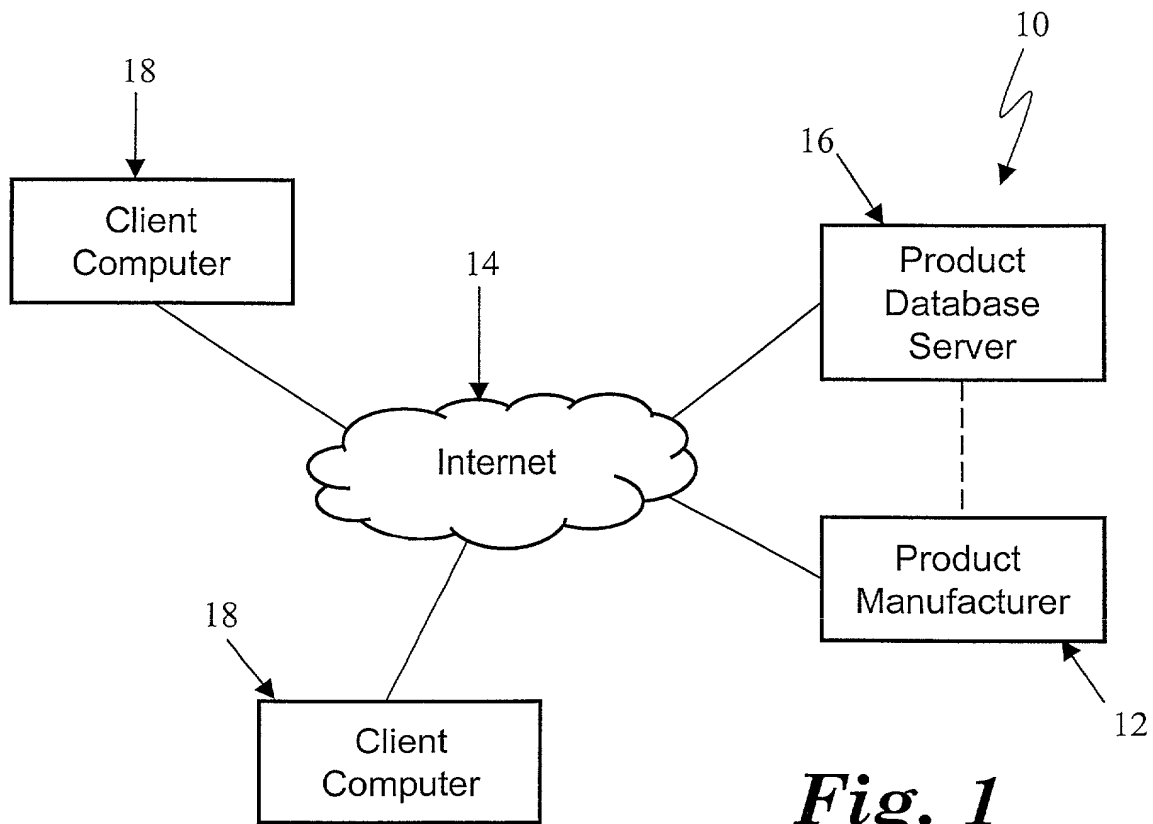 10
18
16
Client
Computer
14
Product
Database
Server
Internet
Product
Manufacturer
18
12
Client
Computer
Fig. 1